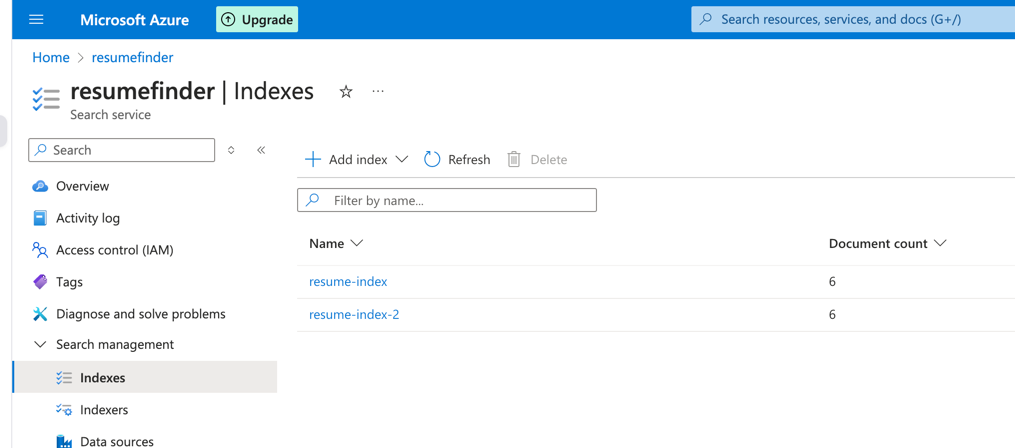 Microsoft Azure
Upgrade
Search resources, services, and docs (G+/)
Home > resumefinder
resumefinder | Indexes
Search service
Search
Add index
Refresh
Delete
Overview
Activity log
Access control (IAM)
Tags
Diagnose and solve problems
Search management
Indexes
Indexers
Data sources
Filter by name...
Name
Document count
resume-index
6
resume-index-2
6